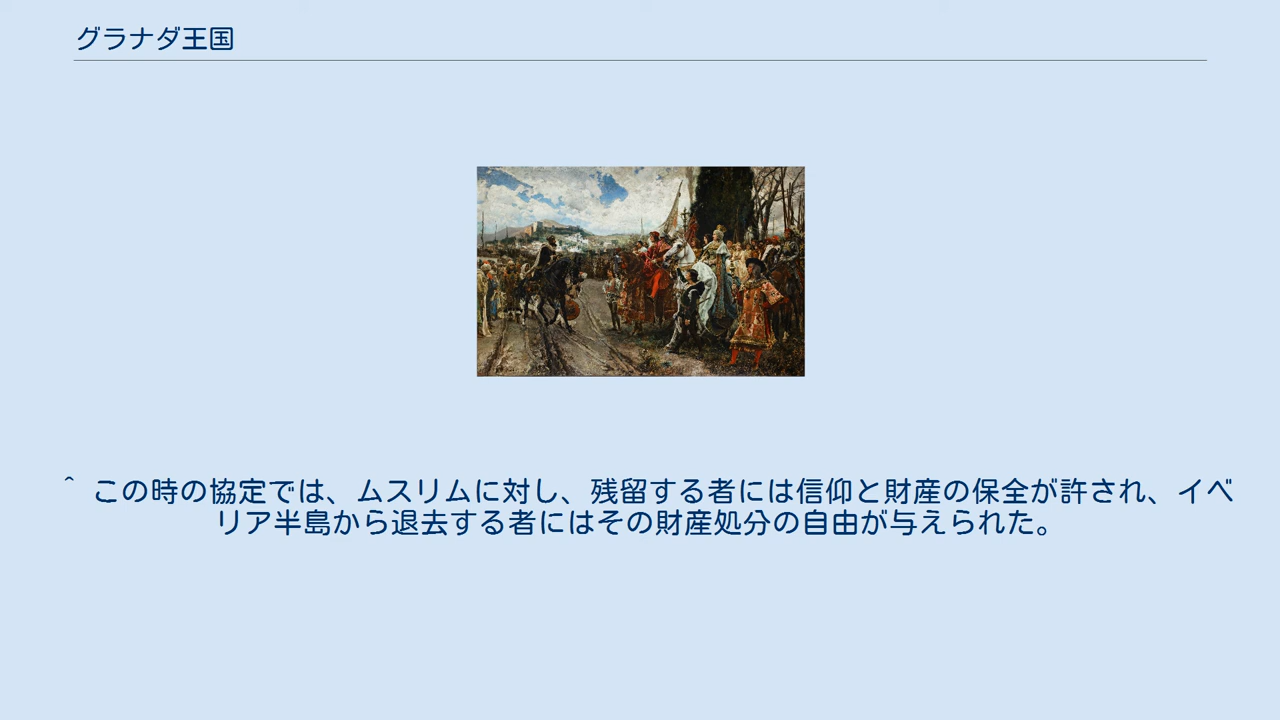 グラナダ王国
^ この時の協定では、ムスリムに対し、残留する者には信仰と財産の保全が許され、イベ
リア半島から退去する者にはその財産処分の自由が与えられた。